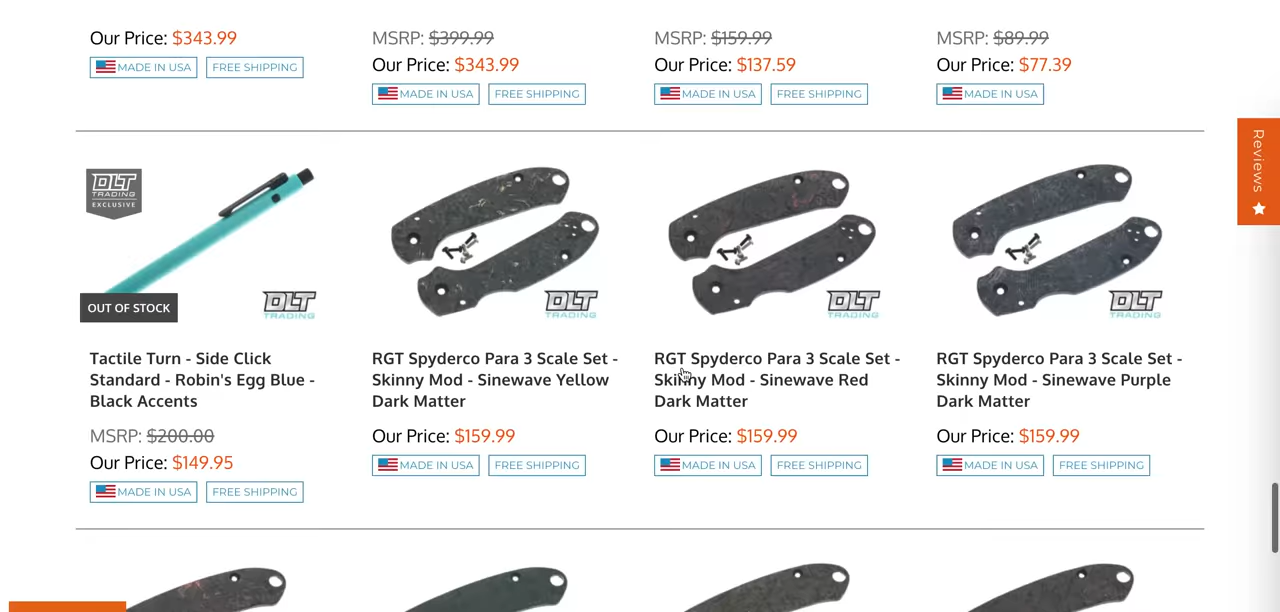 Our Price: $343.99
MADE IN USA FREE SHIPPING
MSRP: $399.99
Our Price: $343.99
MADE IN USA FREE SHIPPING
MSRP: $159.99
Our Price: $137.59
MADE IN USA FREE SHIPPING
MSRP: $89.99
Our Price: $77.39
MADE IN USA
Reviews
DLT
TRADING
EXCLUSIVE
OUT OF STOCK
DLT
TRADING
Tactile Turn - Side Click
Standard - Robin's Egg Blue -
Black Accents
MSRP: $200.00
Our Price: $149.95
MADE IN USA FREE SHIPPING
DLT
TRADING
RGT Spyderco Para 3 Scale Set -
Skinny Mod - Sinewave Yellow
Dark Matter
Our Price: $159.99
MADE IN USA FREE SHIPPING
DLT
TRADING
RGT Spyderco Para 3 Scale Set -
Skinny Mod - Sinewave Red
Dark Matter
Our Price: $159.99
MADE IN USA FREE SHIPPING
DLT
TRADING
RGT Spyderco Para 3 Scale Set -
Skinny Mod - Sinewave Purple
Dark Matter
Our Price: $159.99
MADE IN USA FREE SHIPPING